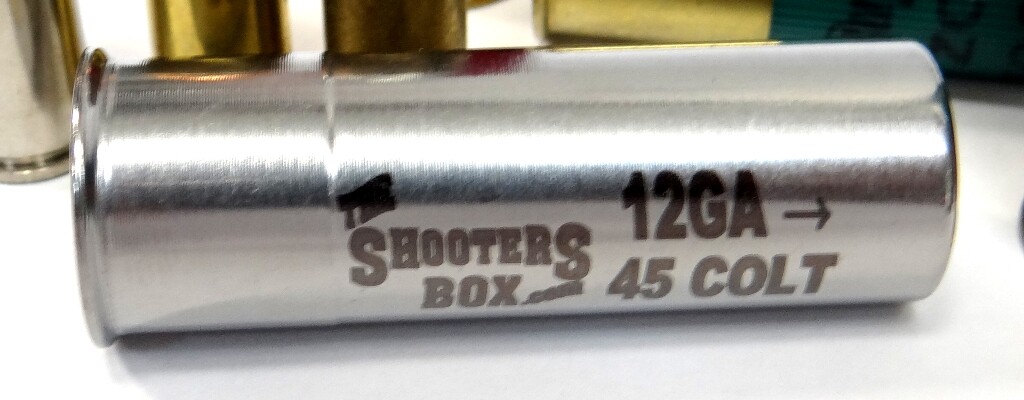 THE
SHOOTERS
BOX
12GA →
45 COLT